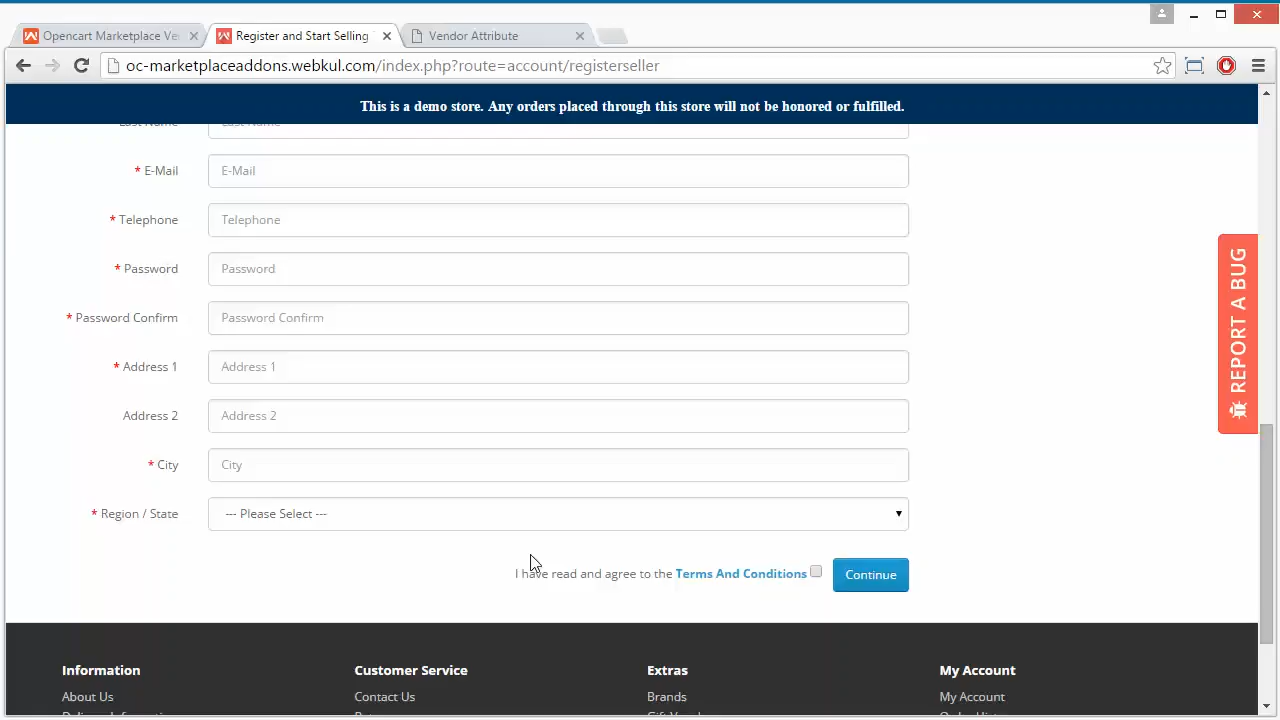 Opencart Marketplace Ve
Register and Start Selling
Vendor Attribute
oc-marketplaceaddons.webkul.com/index.php?route=account/registerseller
This is a demo store. Any orders placed through this store will not be honored or fulfilled.
Last Name
Last Name
* E-Mail
E-Mail
* Telephone
Telephone
* Password
Password
* Password Confirm
Password Confirm
* Address 1
Address 1
Address 2
Address 2
* City
City
* Region / State
--- Please Select ---
I have read and agree to the Terms And Conditions
Continue
REPORT A BUG
Information
Customer Service
Extras
My Account
About Us
Contact Us
Brands
My Account